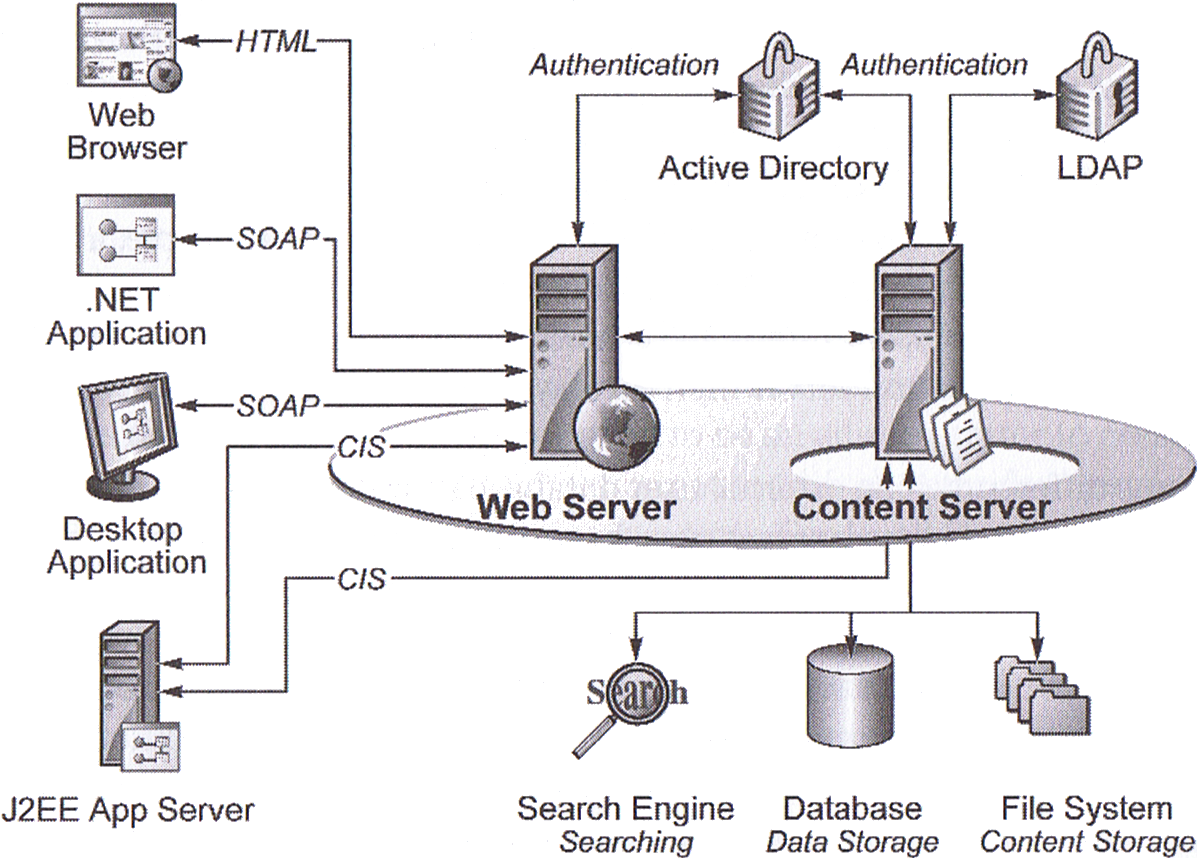 HTML
Web
Browser
Authentication
Authentication
Active Directory
LDAP
SOAP
.NET
Application
SOAP
CIS
Desktop
Application
Web Server
Content Server
CIS
Search
J2EE App Server
Search Engine
Searching
Database
Data Storage
File System
Content Storage